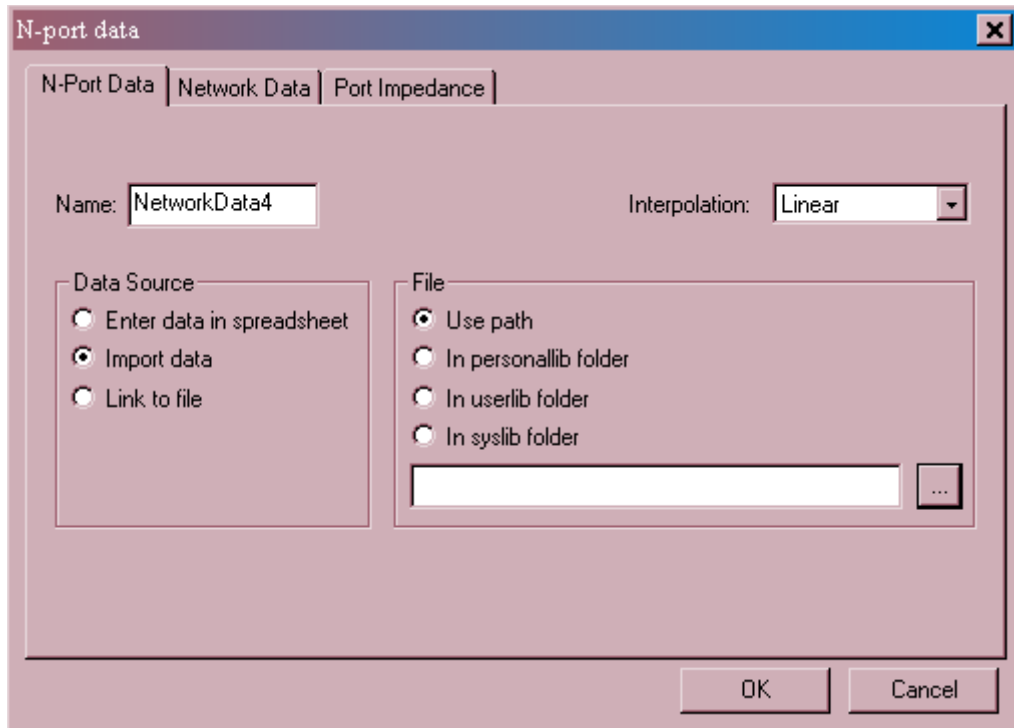 N-port data
N-Port Data Network Data Port Impedance
Name: NetworkData4 Interpolation: Linear
Data Source
Enter data in spreadsheet
Import data
Link to file
File
Use path
In personallib folder
In userlib folder
In syslib folder
...
OK Cancel